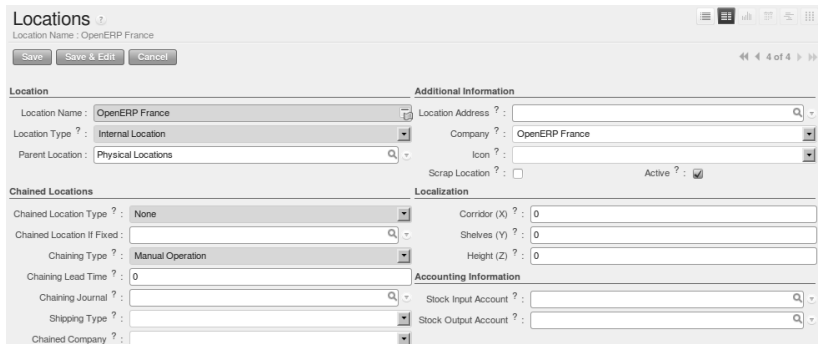 Locations ?
Location Name : OpenERP France
Save Save & Edit Cancel
4 of 4
Location
Location Name : OpenERP France
Location Type ? : Internal Location
Parent Location : Physical Locations
Additional Information
Location Address ? :
Company ? : OpenERP France
Icon ? :
Scrap Location ? : Active ? :
Chained Locations
Chained Location Type ? : None
Chained Location If Fixed :
Chaining Type ? : Manual Operation
Chaining Lead Time ? : 0
Chaining Journal ? :
Shipping Type ? :
Chained Company ? :
Localization
Corridor (X) ? : 0
Shelves (Y) ? : 0
Height (Z) ? : 0
Accounting Information
Stock Input Account ? :
Stock Output Account ? :